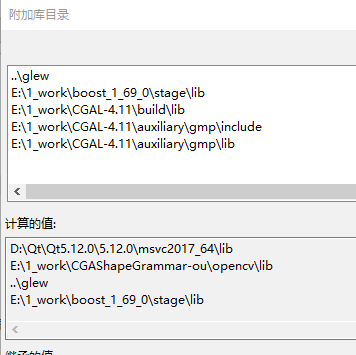 附加库目录
..\glew
E:\1_work\boost_1_69_0\stage\lib
E:\1_work\CGAL-4.11\build\lib
E:\1_work\CGAL-4.11\auxiliary\gmp\include
E:\1_work\CGAL-4.11\auxiliary\gmp\lib
计算的值:
D:\Qt\Qt5.12.0\5.12.0\msvc2017_64\lib
E:\1_work\CGAShapeGrammar-ou\opencv\lib
..\glew
E:\1_work\boost_1_69_0\stage\lib